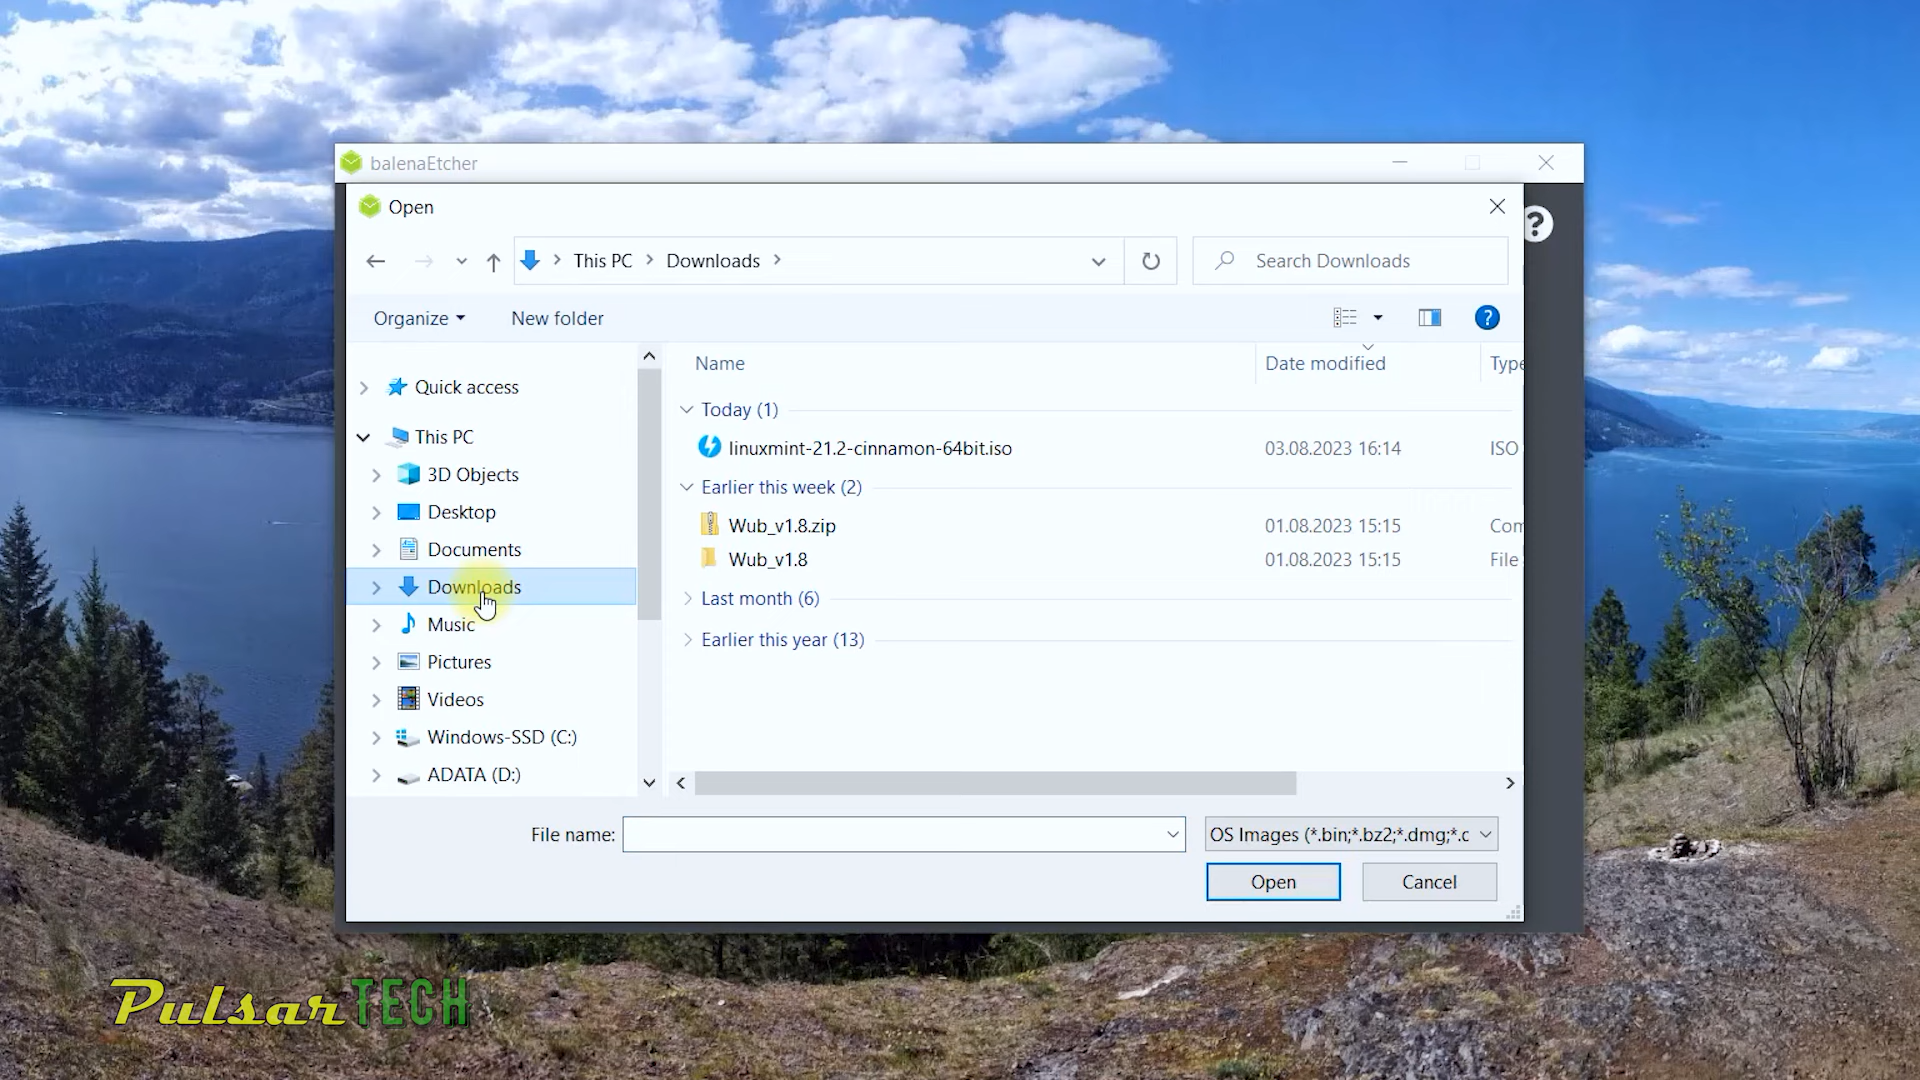 balenaEtcher
Open
This PC
Downloads
Search Downloads
Organize
New folder
?
?
Name
Date modified
Type
Quick access
This PC
3D Objects
Desktop
Documents
Downloads
Music
Pictures
Videos
Windows-SSD (C:)
ADATA (D:)
Today (1)
linuxmint-21.2-cinnamon-64bit.iso 03.08.2023 16:14 ISO
Earlier this week (2)
Wub_v1.8.zip 01.08.2023 15:15 Com
Wub_v1.8 01.08.2023 15:15 File
Last month (6)
Earlier this year (13)
File name:
OS Images (*.bin;*.bz2;*.dmg;*.c
Open
Cancel
PulsarTECH